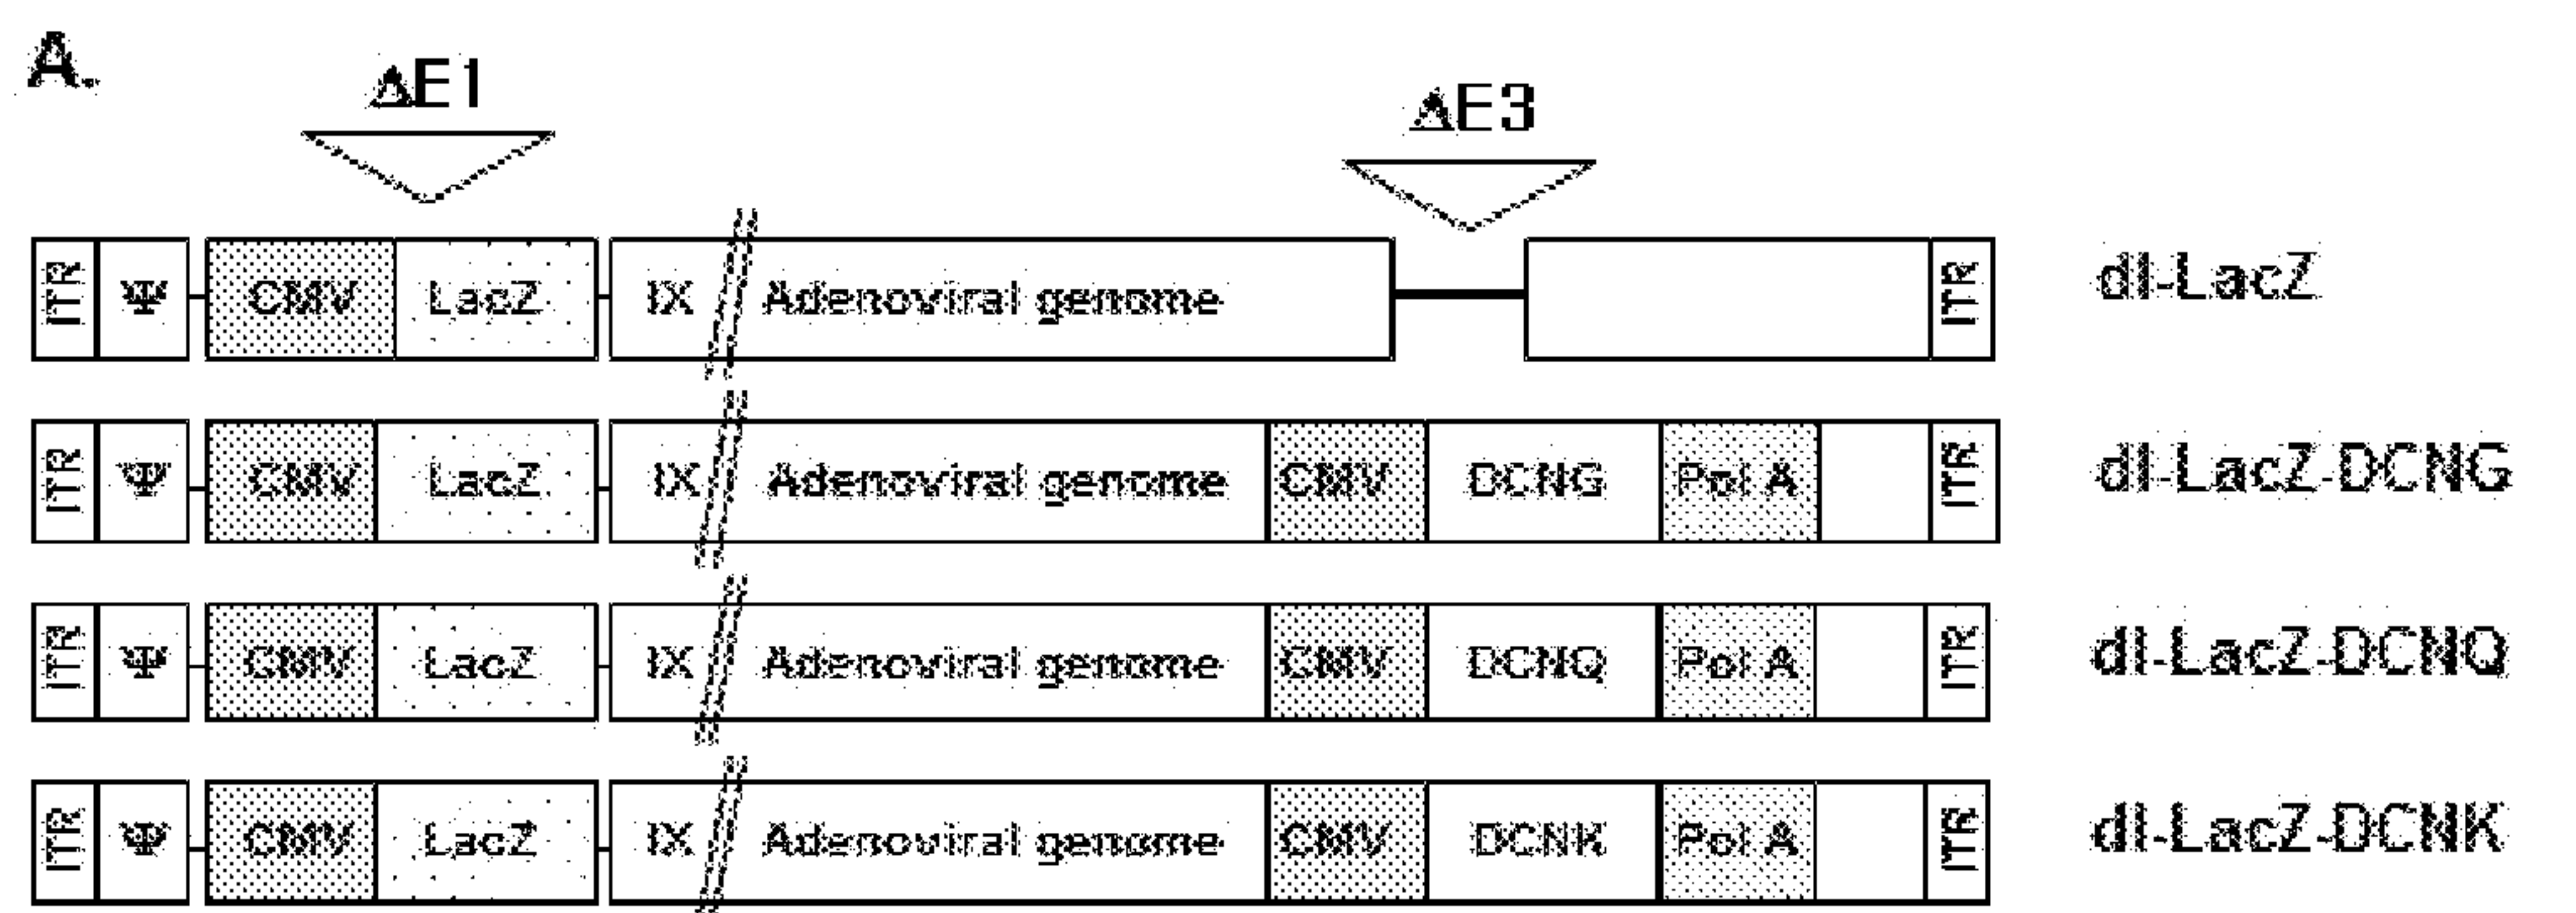 A.
ΔE1
ΔE3
ITR Ψ CMV LacZ IX Adenoviral genome ITR dl-LacZ
ITR Ψ CMV LacZ IX Adenoviral genome CMV DCNG Pol A ITR dl-LacZ-DCNG
ITR Ψ CMV LacZ IX Adenoviral genome CMV DCNQ Pol A ITR dl-LacZ-DCNQ
ITR Ψ CMV LacZ IX Adenoviral genome CMV DCNK Pol A ITR dl-LacZ-DCNK